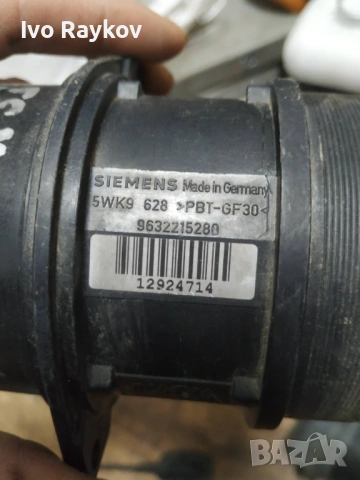 Ivo Raykov
SIEMENS Made in Germany
5WK9 628 >PBT-GF30<
9632215280
12924714
BAZAR